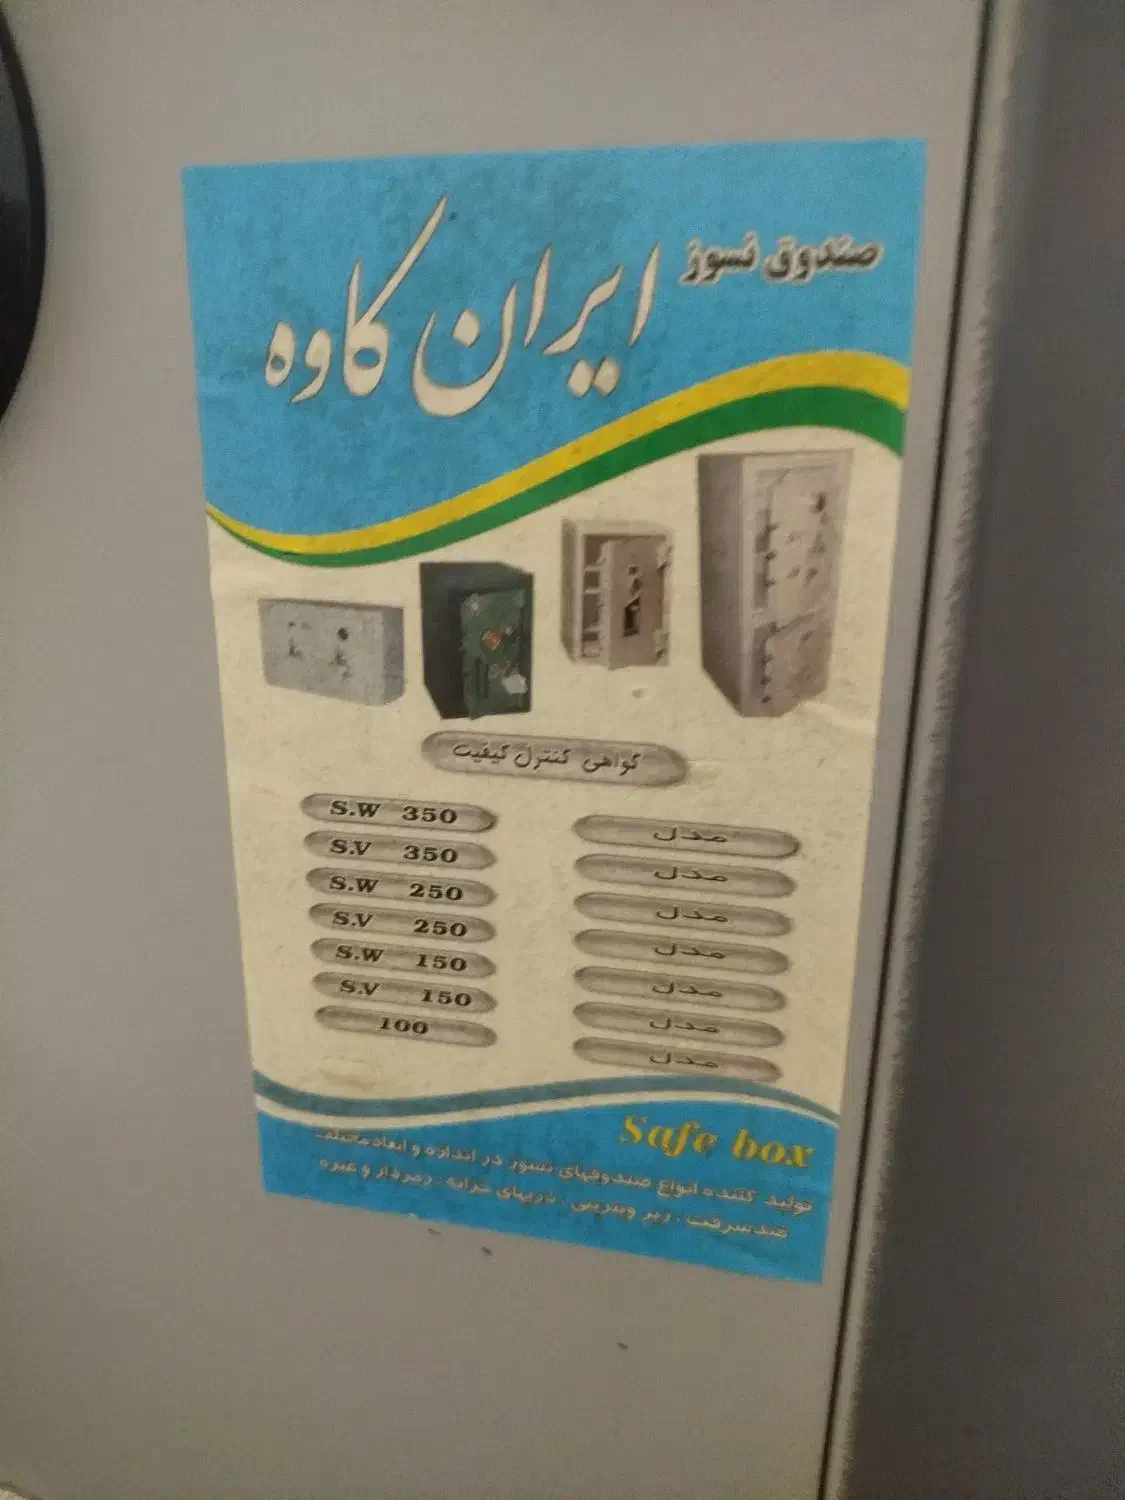 صندوق نسوز
ایران کاوه
گواهی کنترل کیفیت
مدل S.W 350
مدل S.V 350
مدل S.W 250
مدل S.V 250
مدل S.W 150
مدل S.V 150
مدل 100
Safe box
تولید کننده انواع صندوقهای نسوز در اندازه و ابعاد مختلف
ضد سرقت ، زیر ویترینی ، دربهای خزانه ، رمزدار و غیره